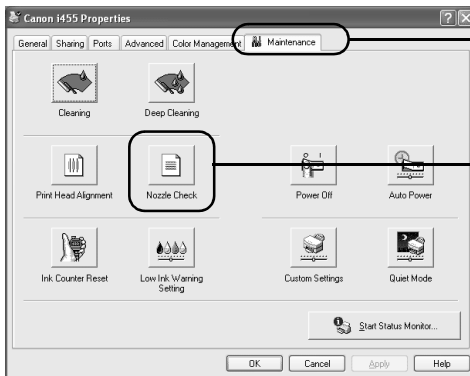 Canon i455 Properties
General Sharing Ports Advanced Color Management Maintenance
Cleaning Deep Cleaning
Print Head Alignment Nozzle Check Power Off Auto Power
Ink Counter Reset Low Ink Warning Setting Custom Settings Quiet Mode
Start Status Monitor...
OK Cancel Apply Help